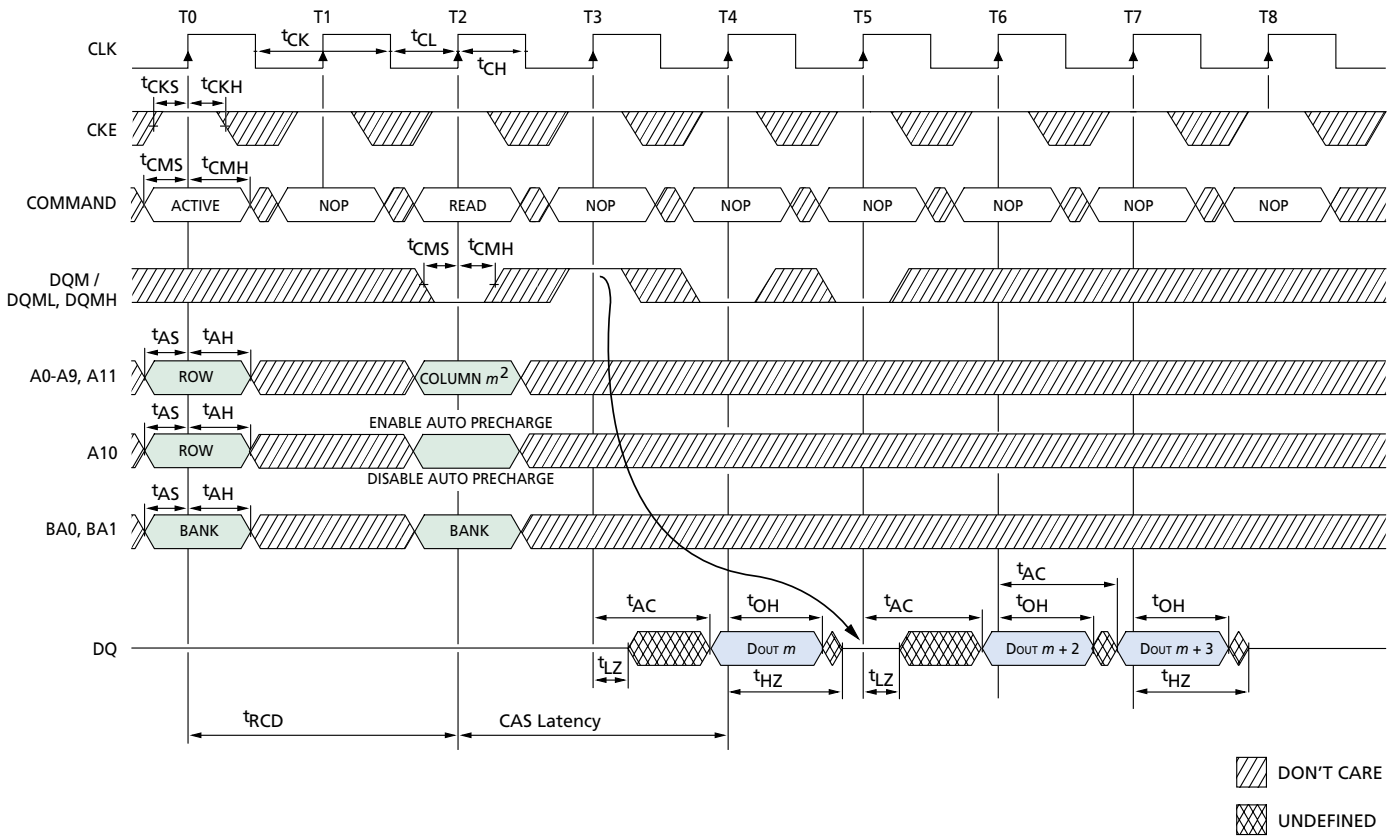 T0 T1 T2 T3 T4 T5 T6 T7 T8
CLK
tCK tCL
tCH
tCKS tCKH
CKE
tCMS tCMH
COMMAND ACTIVE NOP READ NOP NOP NOP NOP NOP NOP
tCMS tCMH
DQM /
DQML, DQMH
tAS tAH
A0-A9, A11 ROW COLUMN m2
tAS tAH ENABLE AUTO PRECHARGE
A10 ROW
DISABLE AUTO PRECHARGE
tAS tAH
BA0, BA1 BANK BANK
tAC
tAC tOH tAC tOH tOH
DQ DOUT m DOUT m + 2 DOUT m + 3
tLZ tHZ tLZ tHZ
tRCD CAS Latency
DON'T CARE
UNDEFINED